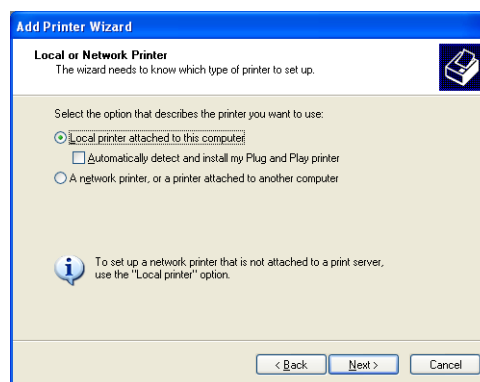 Add Printer Wizard
Local or Network Printer
The wizard needs to know which type of printer to set up.
Select the option that describes the printer you want to use:
Local printer attached to this computer
Automatically detect and install my Plug and Play printer
A network printer, or a printer attached to another computer
To set up a network printer that is not attached to a print server,
use the "Local printer" option.
< Back
Next >
Cancel